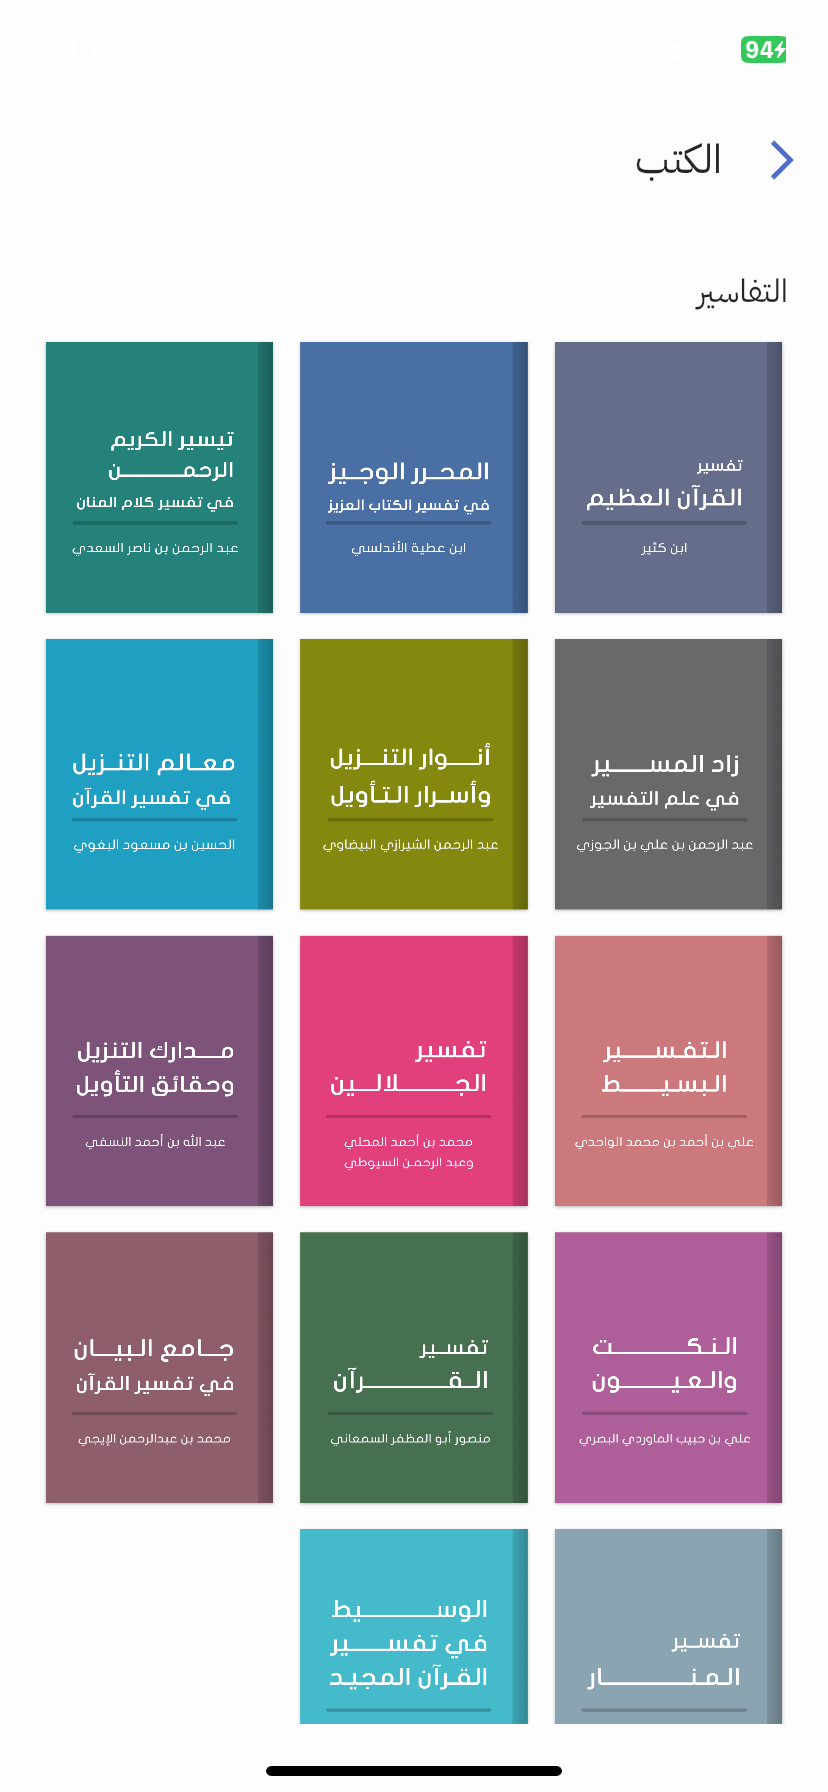 94
الكتب
التفاسير
تفسير
القرآن العظيم
ابن كثير
المحرر الوجيز
في تفسير الكتاب العزيز
ابن عطية الأندلسي
تيسير الكريم
الرحمن
في تفسير كلام المنان
عبد الرحمن بن ناصر السعدي
زاد المسير
في علم التفسير
عبد الرحمن بن علي بن الجوزي
أنوار التنزيل
وأسرار التأويل
عبد الرحمن الشيرازي البيضاوي
معالم التنزيل
في تفسير القرآن
الحسين بن مسعود البغوي
التفسير
البسيط
علي بن أحمد بن محمد الواحدي
تفسير
الجلالين
محمد بن أحمد المحلي
وعبد الرحمن السيوطي
مدارك التنزيل
وحقائق التأويل
عبد الله بن أحمد النسفي
النكت
والعيون
علي بن حبيب الماوردي البصري
تفسير
القرآن
منصور أبو المظفر السمعاني
جامع البيان
في تفسير القرآن
محمد بن عبدالرحمن الإيجي
تفسير
المنار
الوسيط
في تفسير
القرآن المجيد